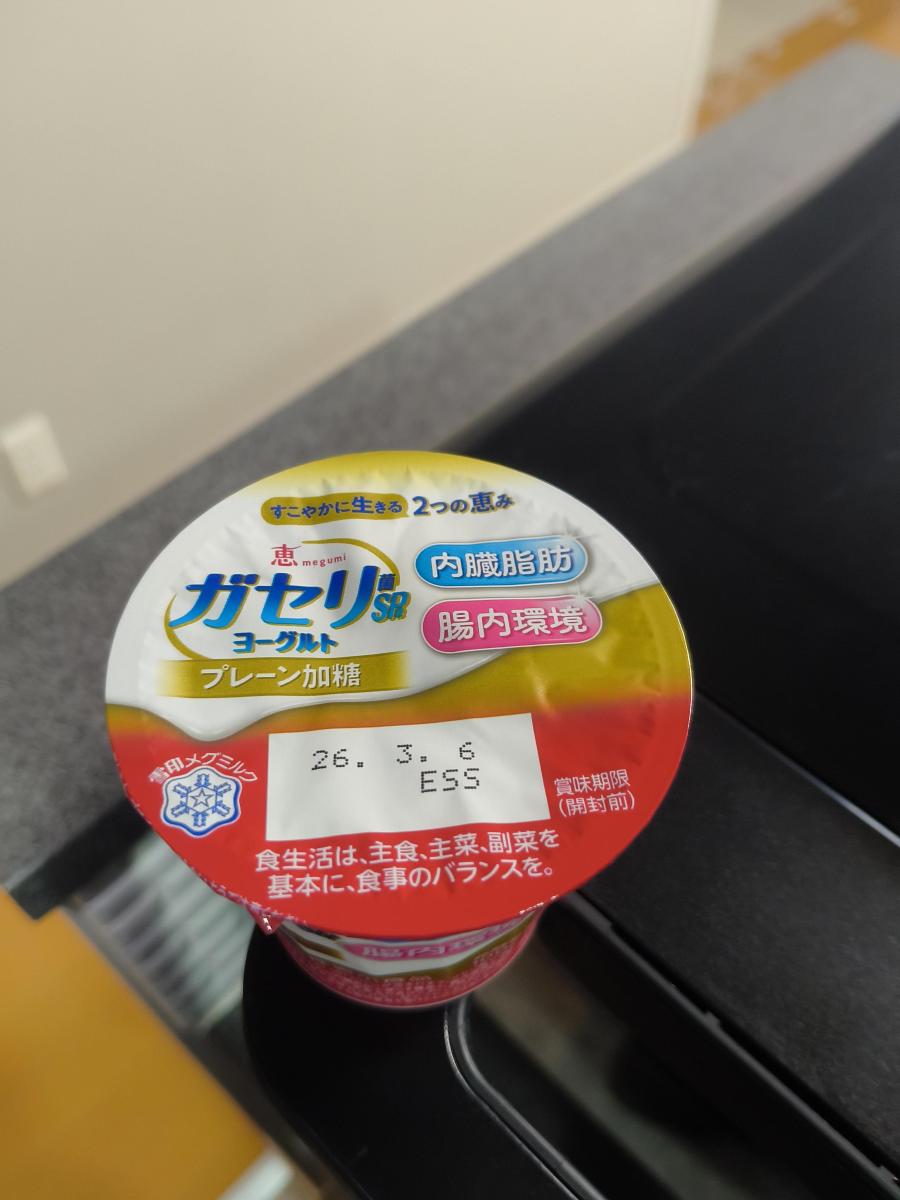 すこやかに生きる 2つの恵み
恵 megumi
ガセリ菌SR
ヨーグルト
プレーン加糖
内臓脂肪
腸内環境
雪印メグミルク
26. 3. 6
ESS
賞味期限
(開封前)
食生活は、主食、主菜、副菜を
基本に、食事のバランスを。
腸内環